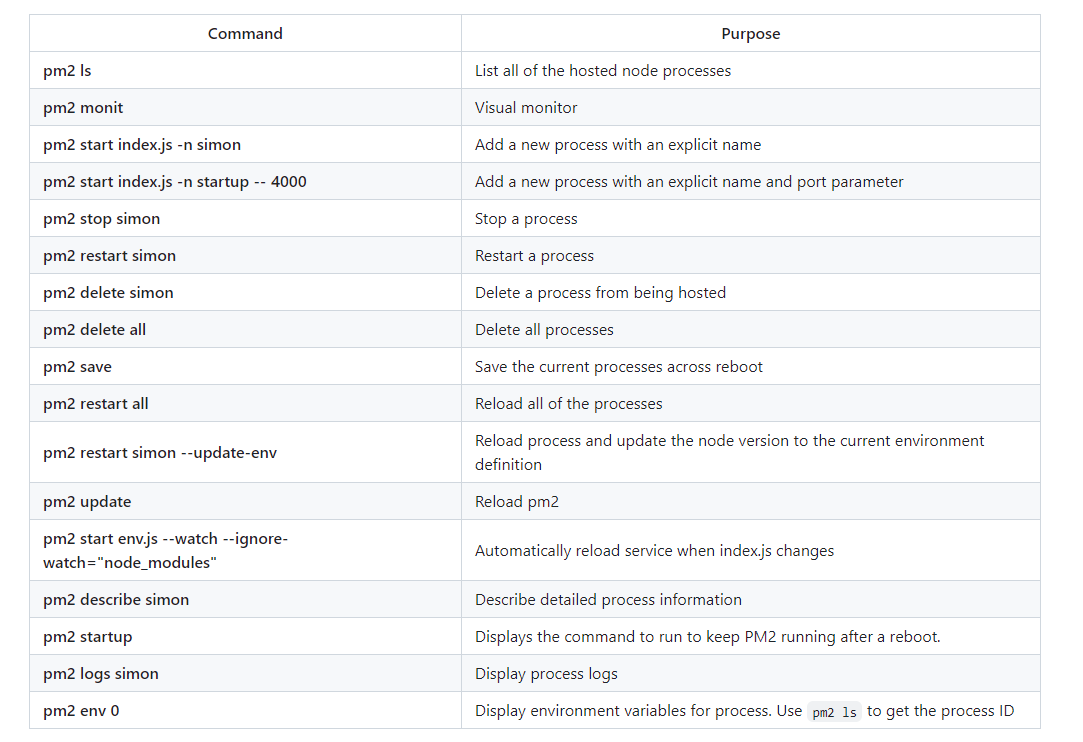 Command Purpose
pm2 ls List all of the hosted node processes
pm2 monit Visual monitor
pm2 start index.js -n simon Add a new process with an explicit name
pm2 start index.js -n startup -- 4000 Add a new process with an explicit name and port parameter
pm2 stop simon Stop a process
pm2 restart simon Restart a process
pm2 delete simon Delete a process from being hosted
pm2 delete all Delete all processes
pm2 save Save the current processes across reboot
pm2 restart all Reload all of the processes
pm2 restart simon --update-env Reload process and update the node version to the current environment
definition
pm2 update Reload pm2
pm2 start env.js --watch --ignore-
watch="node_modules" Automatically reload service when index.js changes
pm2 describe simon Describe detailed process information
pm2 startup Displays the command to run to keep PM2 running after a reboot.
pm2 logs simon Display process logs
pm2 env 0 Display environment variables for process. Use pm2 ls to get the process ID